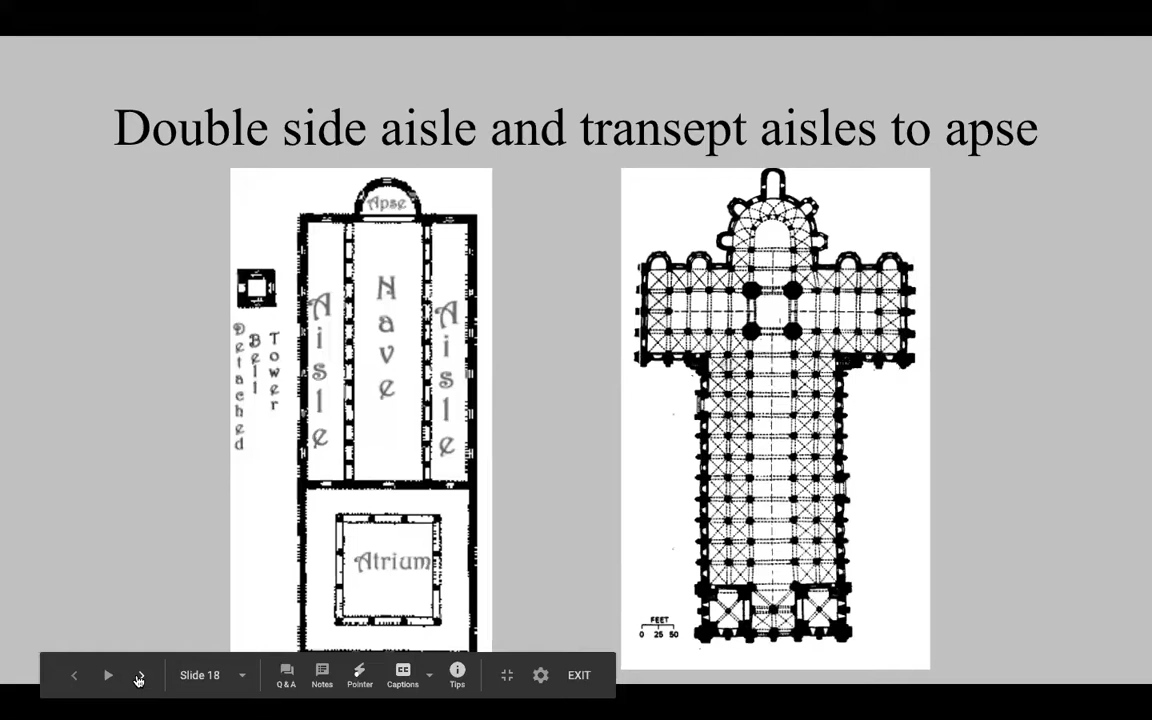 Double side aisle and transept aisles to apse
Apse
Aisle
Nave
Aisle
Detached
Bell
Tower
Atrium
FEET
0 25 50
Slide 18
Q & A
Notes
Pointer
CC
Captions
Tips
EXIT